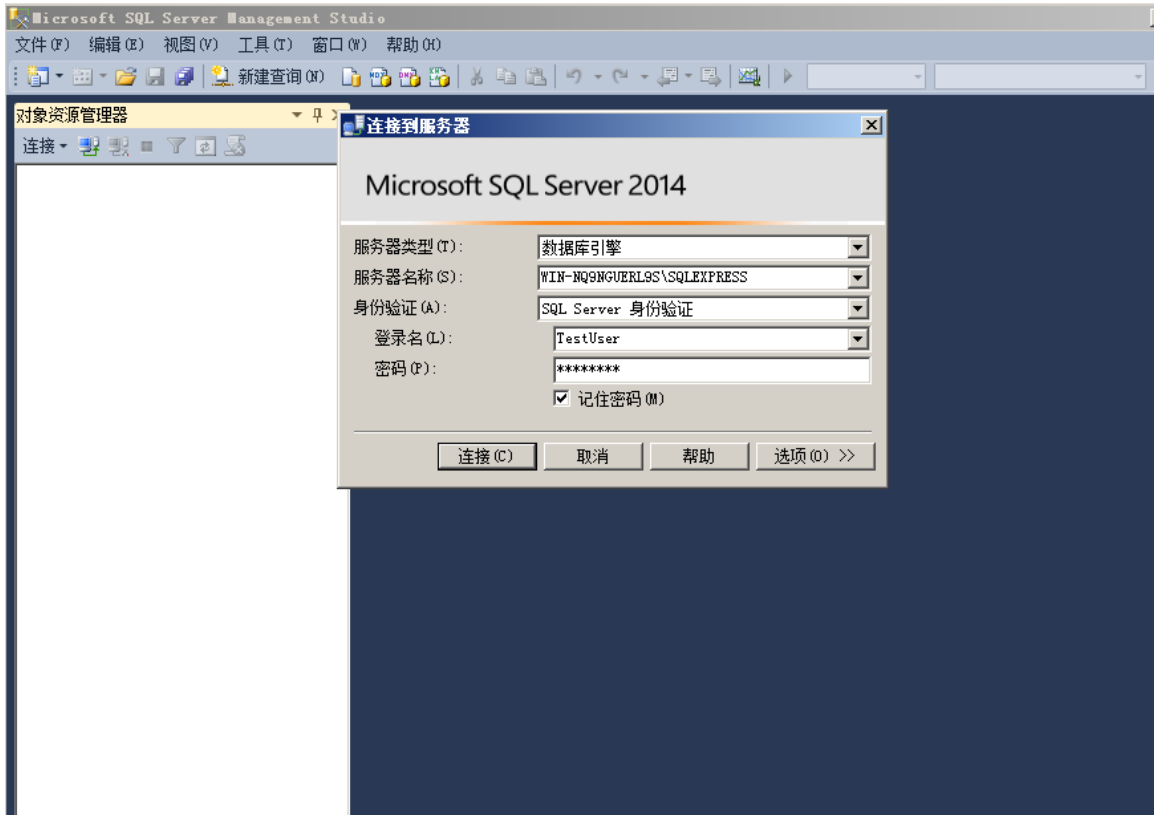 Microsoft SQL Server Management Studio
文件(F) 编辑(E) 视图(V) 工具(T) 窗口(W) 帮助(H)
新建查询(N)
对象资源管理器
连接
连接到服务器
Microsoft SQL Server 2014
服务器类型(T): 数据库引擎
服务器名称(S): WIN-NQ9NGUERL9S\SQLEXPRESS
身份验证(A): SQL Server 身份验证
登录名(L): TestUser
密码(P): ********
记住密码(M)
连接(C) 取消 帮助 选项(O) >>